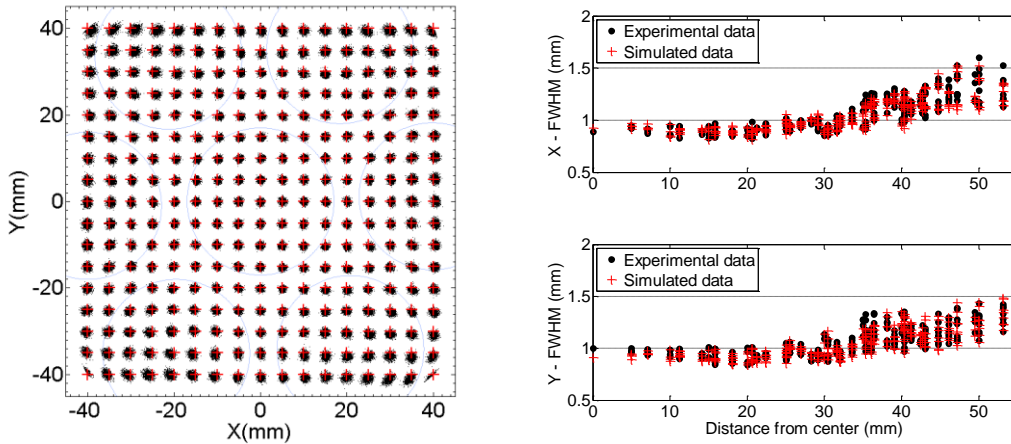 40
20
0
-20
-40
Y(mm)
-40 -20 0 20 40
X(mm)
2
1.5
1
0.5
X - FWHM (mm)
Experimental data
Simulated data
0 10 20 30 40 50
2
1.5
1
0.5
Y - FWHM (mm)
Experimental data
Simulated data
0 10 20 30 40 50
Distance from center (mm)